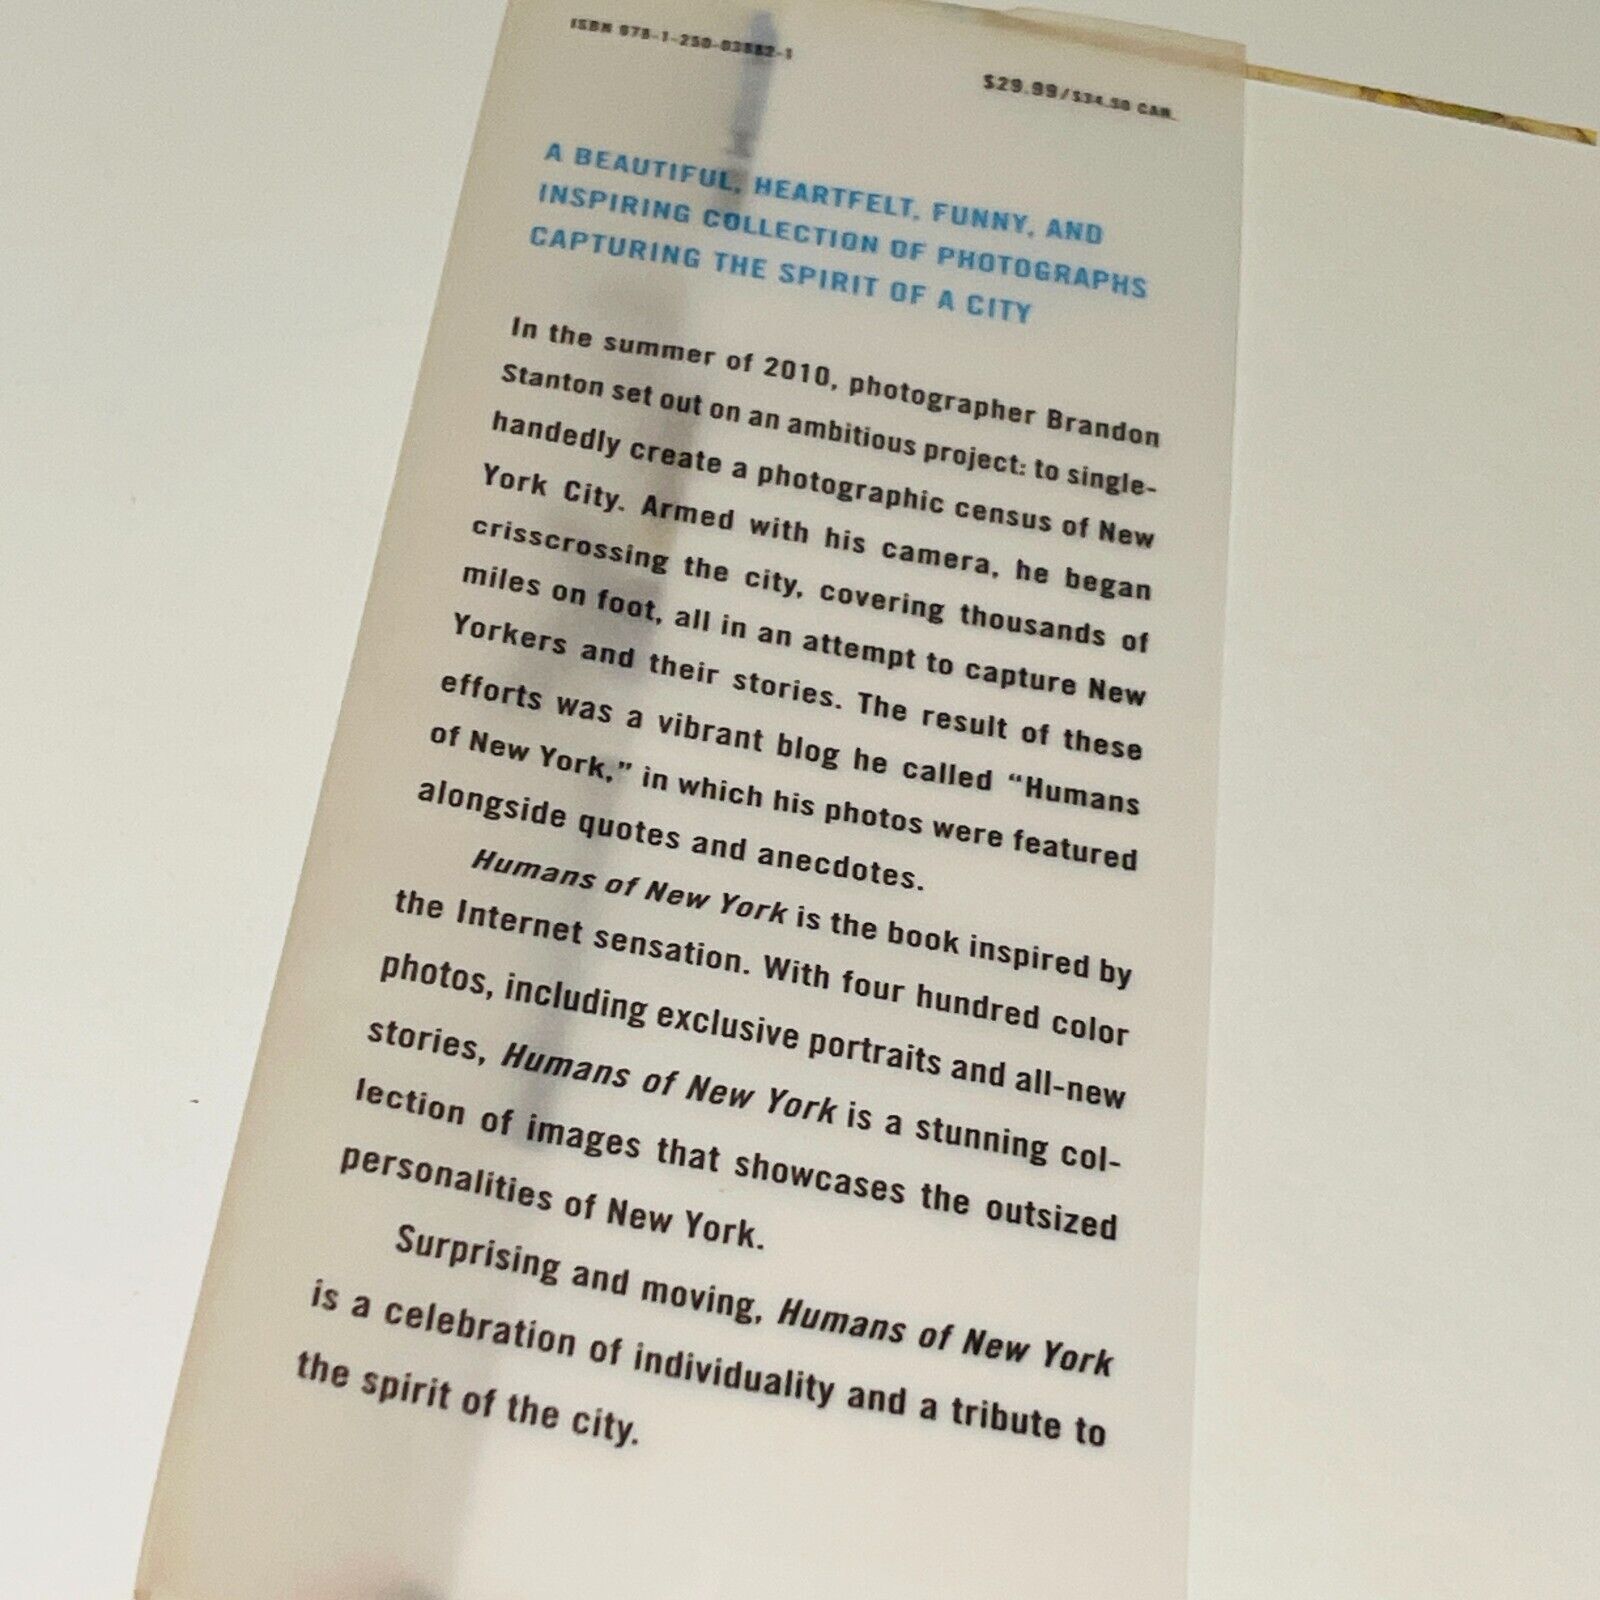 ISBN 978-1-250-03882-1
$29.99/$34.50 CAN.
A BEAUTIFUL, HEARTFELT, FUNNY, AND
INSPIRING COLLECTION OF PHOTOGRAPHS
CAPTURING THE SPIRIT OF A CITY
In the summer of 2010, photographer Brandon
Stanton set out on an ambitious project: to single-
handedly create a photographic census of New
York City. Armed with his camera, he began
crisscrossing the city, covering thousands of
miles on foot, all in an attempt to capture New
Yorkers and their stories. The result of these
efforts was a vibrant blog he called “Humans
of New York,” in which his photos were featured
alongside quotes and anecdotes.
Humans of New York is the book inspired by
the Internet sensation. With four hundred color
photos, including exclusive portraits and all-new
stories, Humans of New York is a stunning col-
lection of images that showcases the outsized
personalities of New York.
Surprising and moving, Humans of New York
is a celebration of individuality and a tribute to
the spirit of the city.